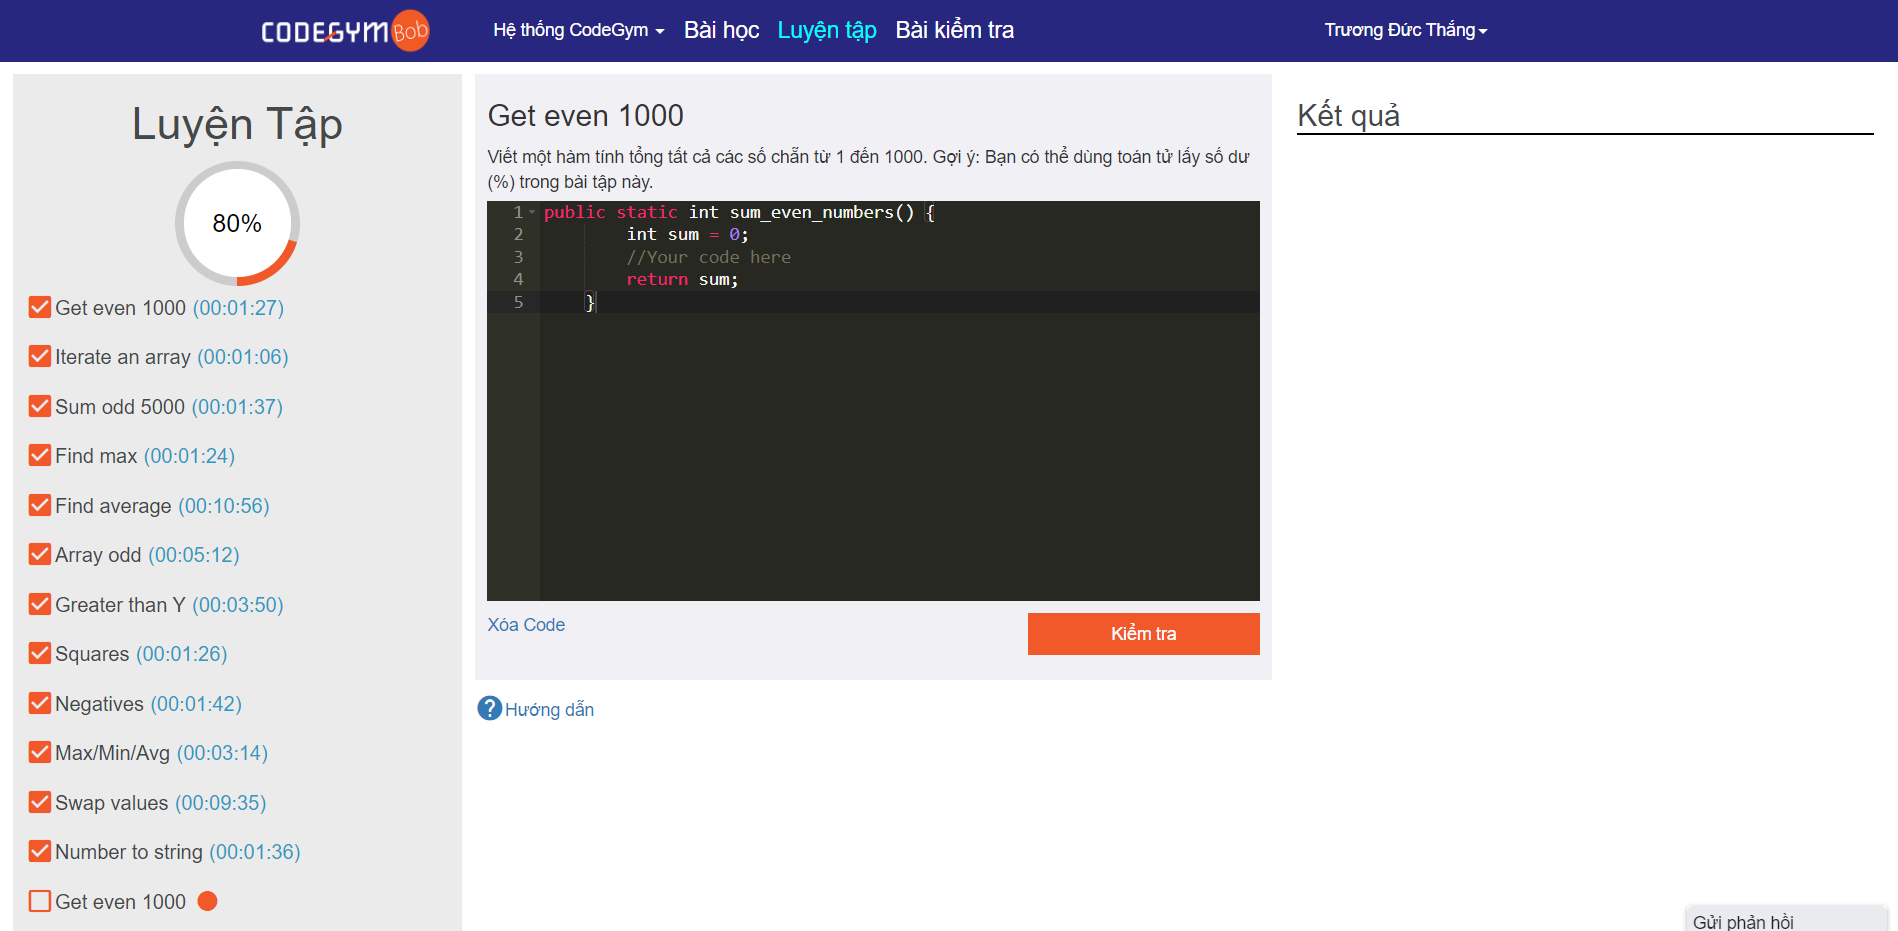 CODEGYM Bob
Hệ thống CodeGym
Bài học
Luyện tập
Bài kiểm tra
Trương Đức Thắng
Luyện Tập
80%
Get even 1000 (00:01:27)
Iterate an array (00:01:06)
Sum odd 5000 (00:01:37)
Find max (00:01:24)
Find average (00:10:56)
Array odd (00:05:12)
Greater than Y (00:03:50)
Squares (00:01:26)
Negatives (00:01:42)
Max/Min/Avg (00:03:14)
Swap values (00:09:35)
Number to string (00:01:36)
Get even 1000
Get even 1000
Viết một hàm tính tổng tất cả các số chẵn từ 1 đến 1000. Gợi ý: Bạn có thể dùng toán tử lấy số dư
(%) trong bài tập này.
1 public static int sum_even_numbers() {
2 int sum = 0;
3 //Your code here
4 return sum;
5 }
Xóa Code
Kiểm tra
? Hướng dẫn
Kết quả
Gửi phản hồi